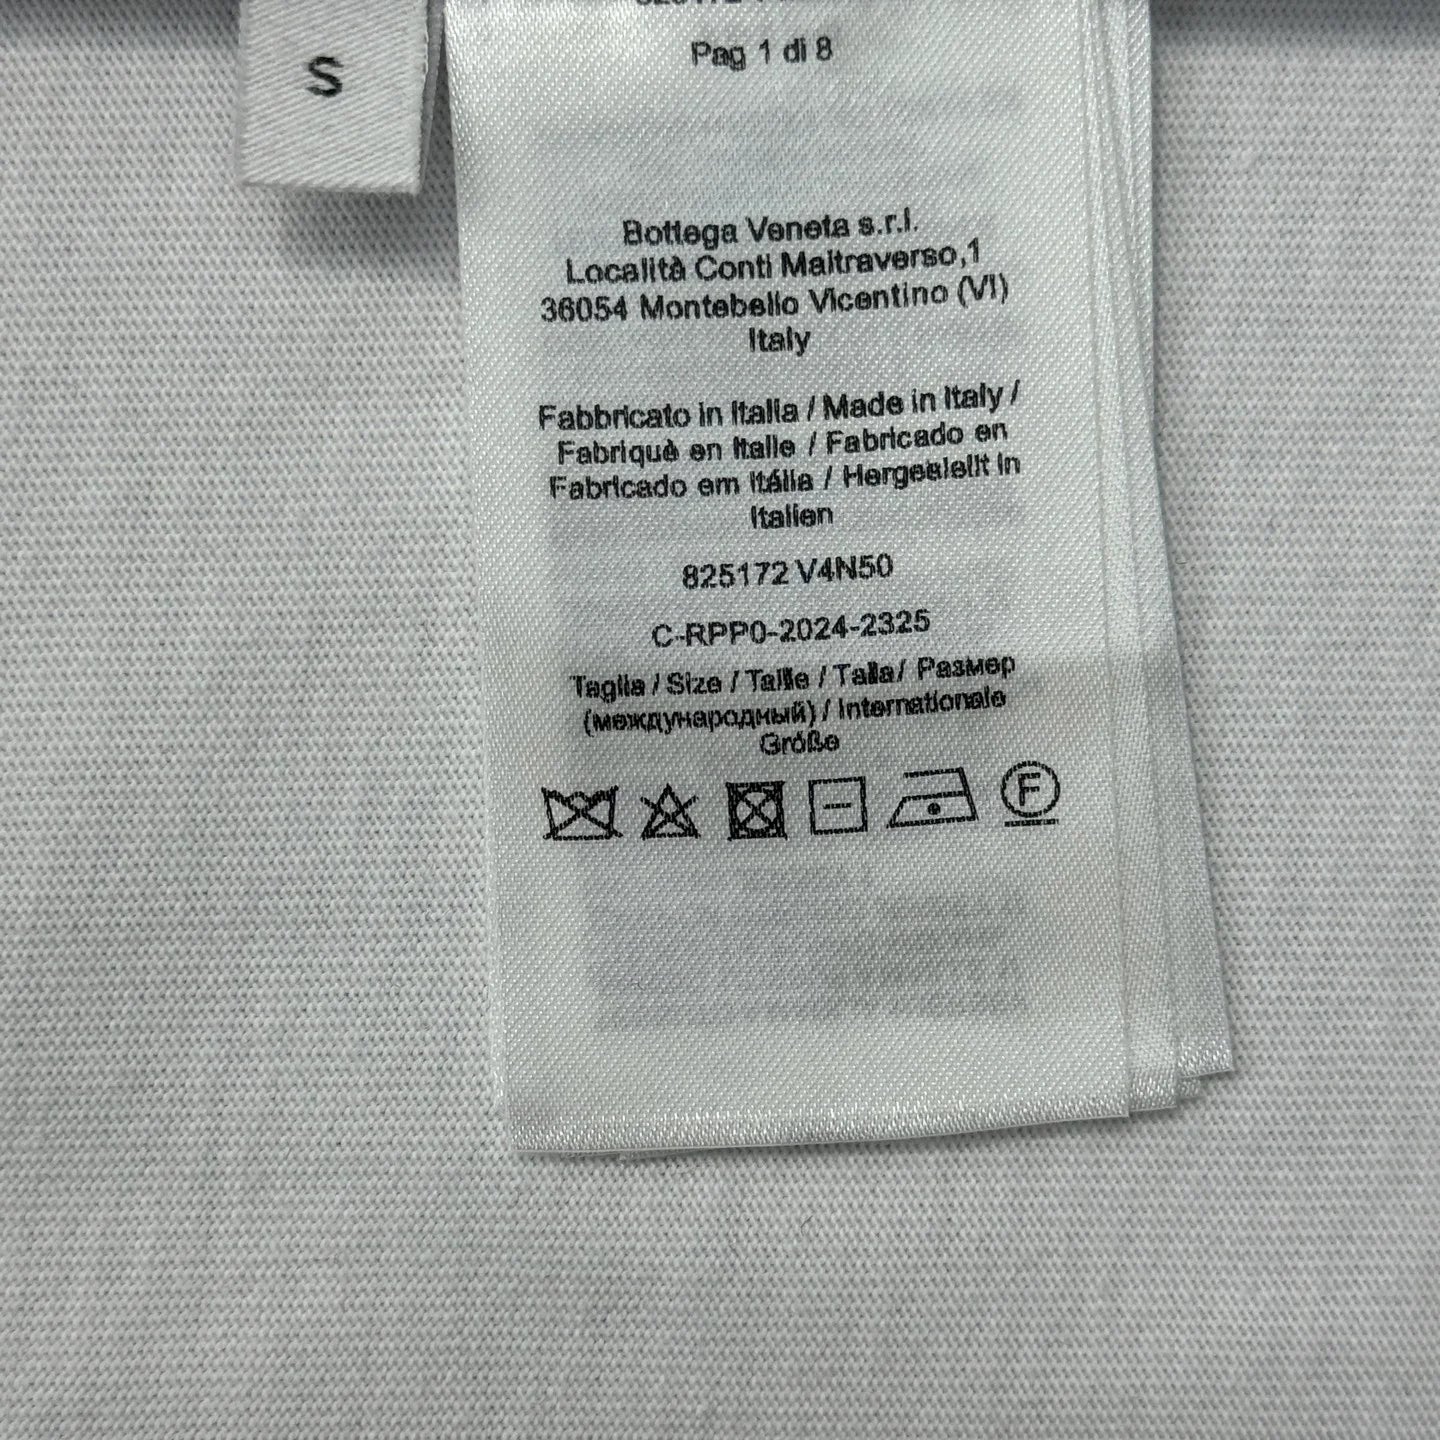 S
Pag 1 di 8
Bottega Veneta s.r.l.
Località Conti Maltraverso,1
36054 Montebello Vicentino (VI)
Italy
Fabbricato in Italia / Made in Italy /
Fabriquè en Italie / Fabricado en
Fabricado em Itália / Hergestellt in
Italien
825172 V4N50
C-RPP0-2024-2325
Taglia / Size / Taille / Talla/ Размер
(международный) / Internationale
Größe
F